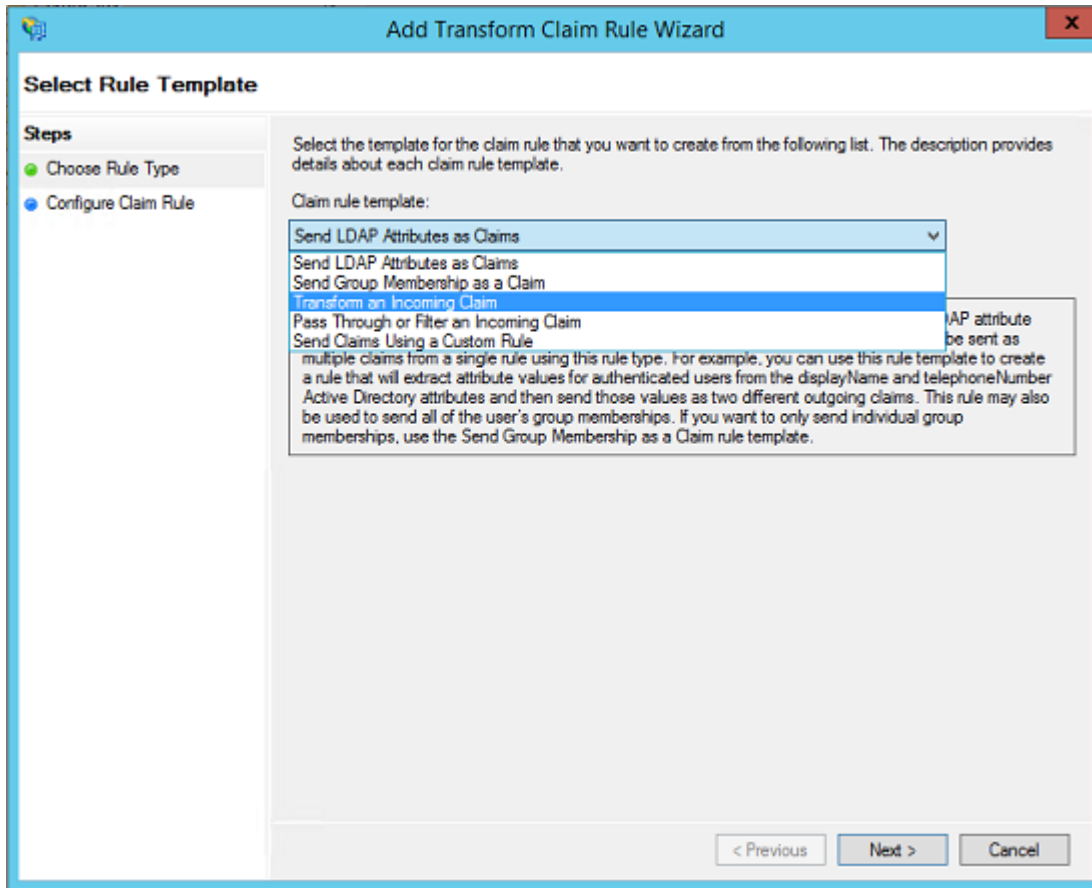 Add Transform Claim Rule Wizard
x
Select Rule Template
Steps
Choose Rule Type
Configure Claim Rule
Select the template for the claim rule that you want to create from the following list. The description provides
details about each claim rule template.
Claim rule template:
Send LDAP Attributes as Claims
Send LDAP Attributes as Claims
Send Group Membership as a Claim
Transform an Incoming Claim
Pass Through or Filter an Incoming Claim
Send Claims Using a Custom Rule
AP attribute
be sent as
multiple claims from a single rule using this rule type. For example, you can use this rule template to create
a rule that will extract attribute values for authenticated users from the displayName and telephoneNumber
Active Directory attributes and then send those values as two different outgoing claims. This rule may also
be used to send all of the user's group memberships. If you want to only send individual group
memberships, use the Send Group Membership as a Claim rule template.
< Previous
Next >
Cancel